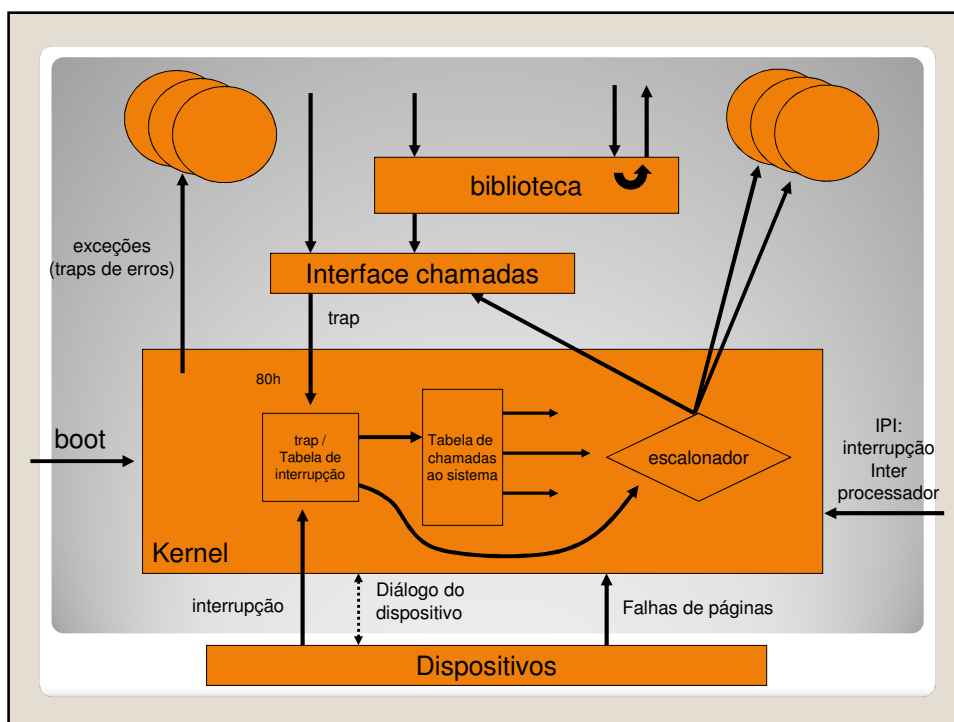 biblioteca
exceções
(traps de erros)
Interface chamadas
trap
80h
boot
trap /
Tabela de
interrupção
Tabela de
chamadas
ao sistema
escalonador
IPI:
interrupção
Inter
processador
Kernel
interrupção
Diálogo do
dispositivo
Falhas de páginas
Dispositivos